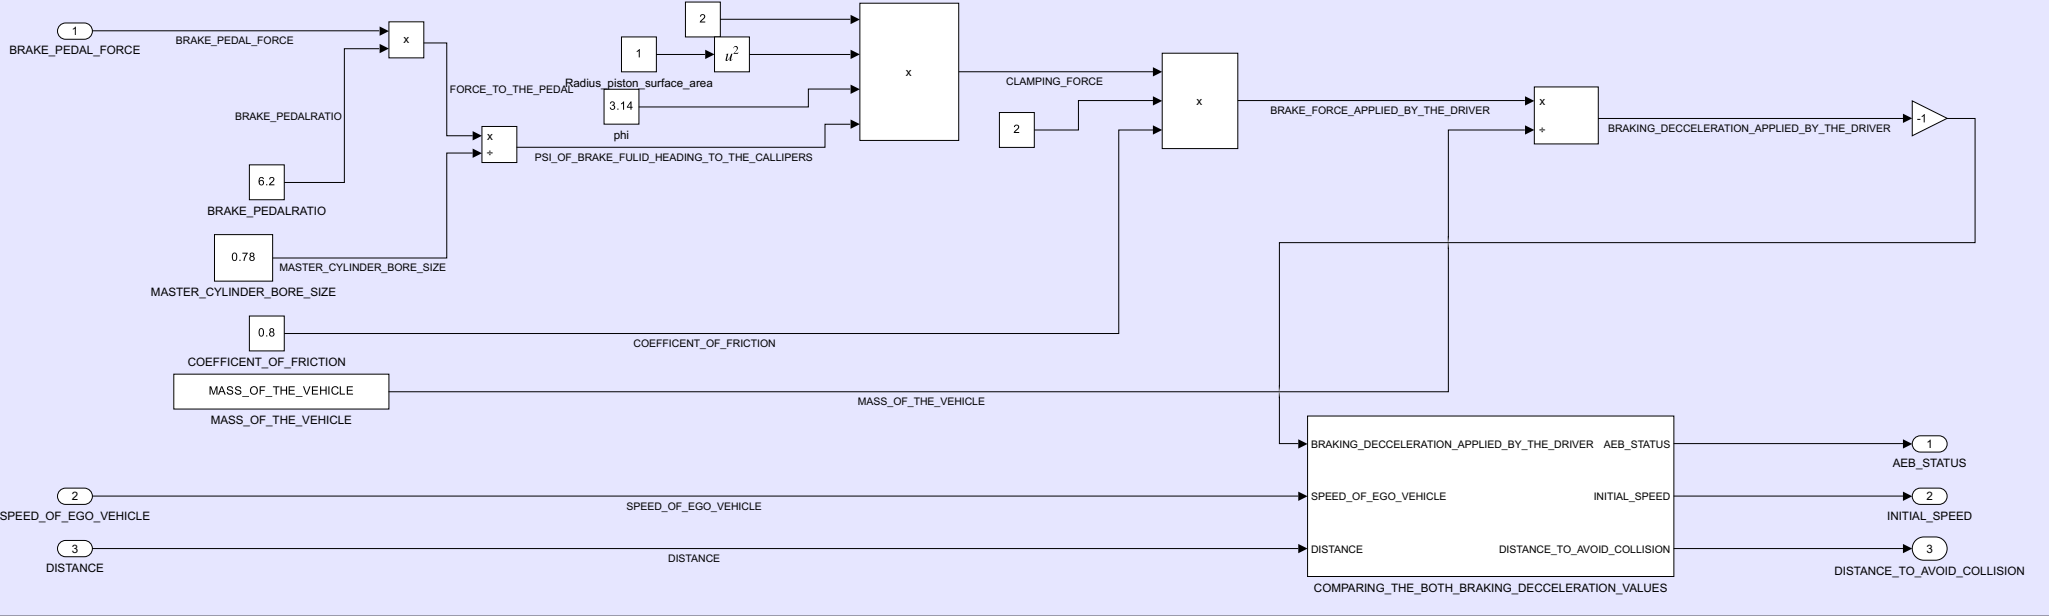 1
BRAKE_PEDAL_FORCE
BRAKE_PEDAL_FORCE
x
BRAKE_PEDALRATIO
6.2
BRAKE_PEDALRATIO
0.78
MASTER_CYLINDER_BORE_SIZE
MASTER_CYLINDER_BORE_SIZE
FORCE_TO_THE_PEDAL
x
÷
PSI_OF_BRAKE_FULID_HEADING_TO_THE_CALLIPERS
2
1
u²
Radius_piston_surface_area
3.14
phi
x
CLAMPING_FORCE
2
x
BRAKE_FORCE_APPLIED_BY_THE_DRIVER
x
÷
BRAKING_DECCELERATION_APPLIED_BY_THE_DRIVER
-1
0.8
COEFFICENT_OF_FRICTION
COEFFICENT_OF_FRICTION
MASS_OF_THE_VEHICLE
MASS_OF_THE_VEHICLE
MASS_OF_THE_VEHICLE
BRAKING_DECCELERATION_APPLIED_BY_THE_DRIVER AEB_STATUS
1
AEB_STATUS
2
SPEED_OF_EGO_VEHICLE
SPEED_OF_EGO_VEHICLE
SPEED_OF_EGO_VEHICLE INITIAL_SPEED
2
INITIAL_SPEED
3
DISTANCE
DISTANCE
DISTANCE DISTANCE_TO_AVOID_COLLISION
3
DISTANCE_TO_AVOID_COLLISION
COMPARING_THE_BOTH_BRAKING_DECCELERATION_VALUES